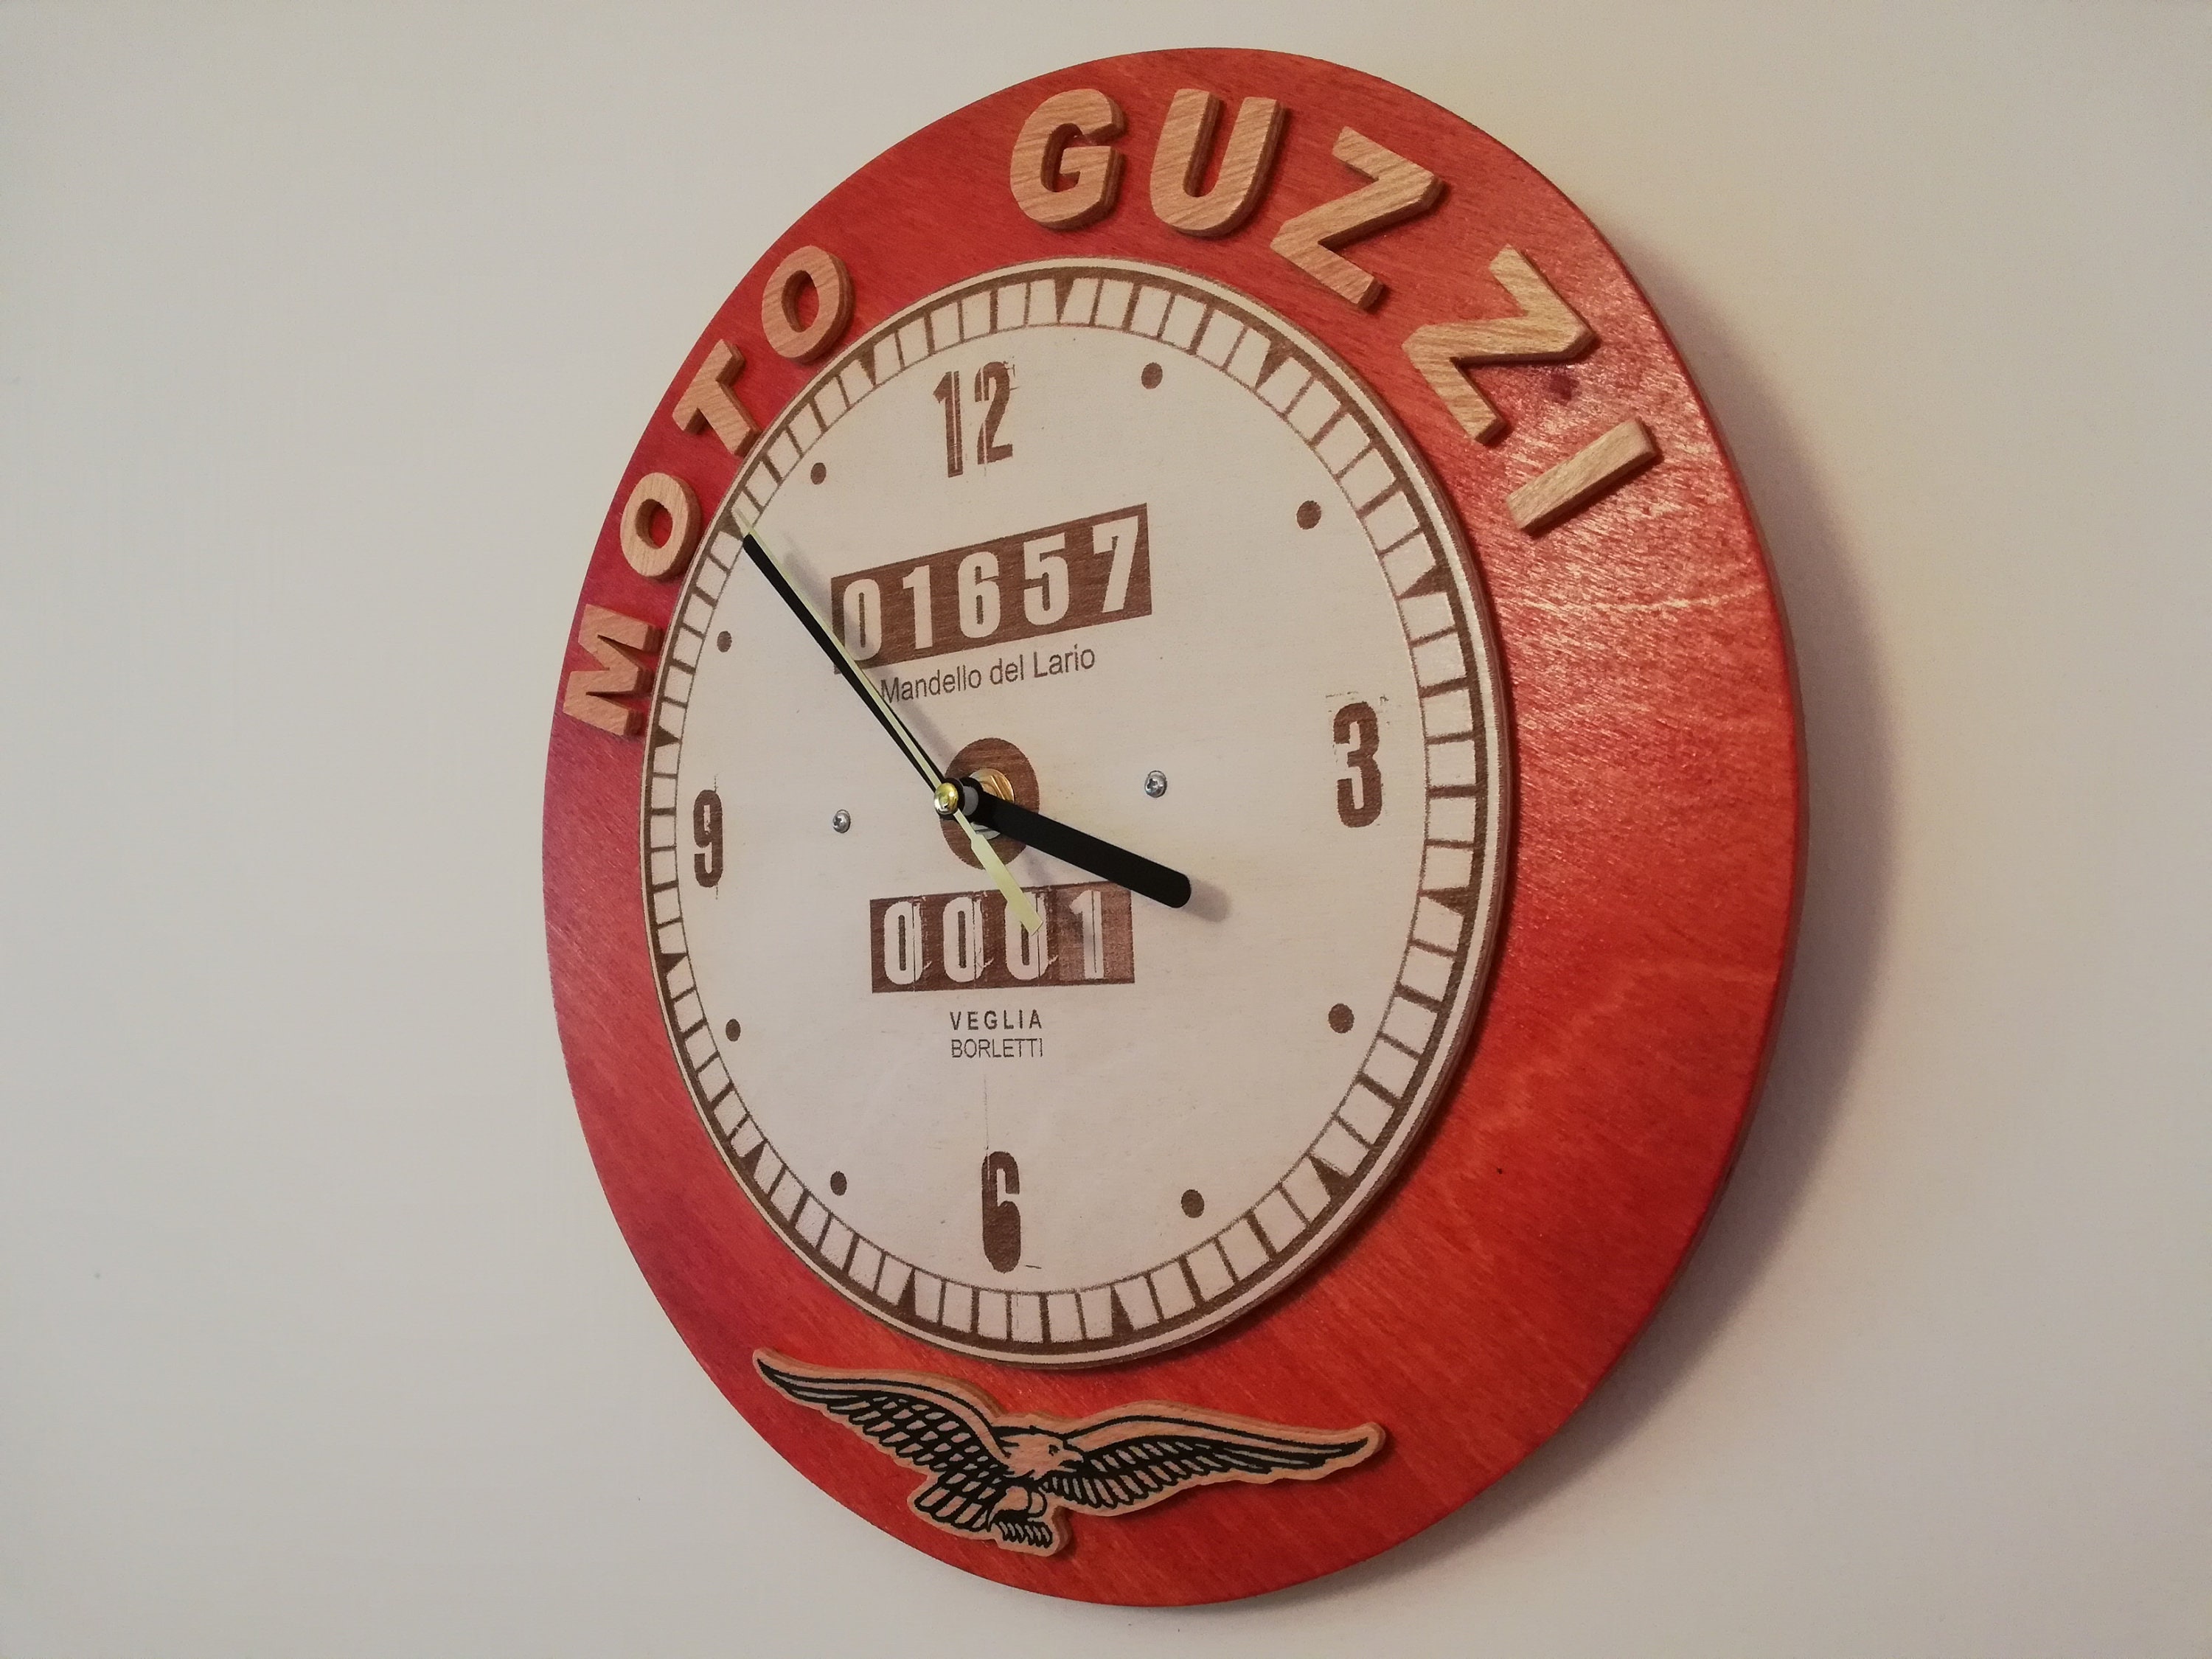 MOTO GUZZI
12
01657
Mandello del Lario
9
3
0001
VEGLIA
BORLETTI
6